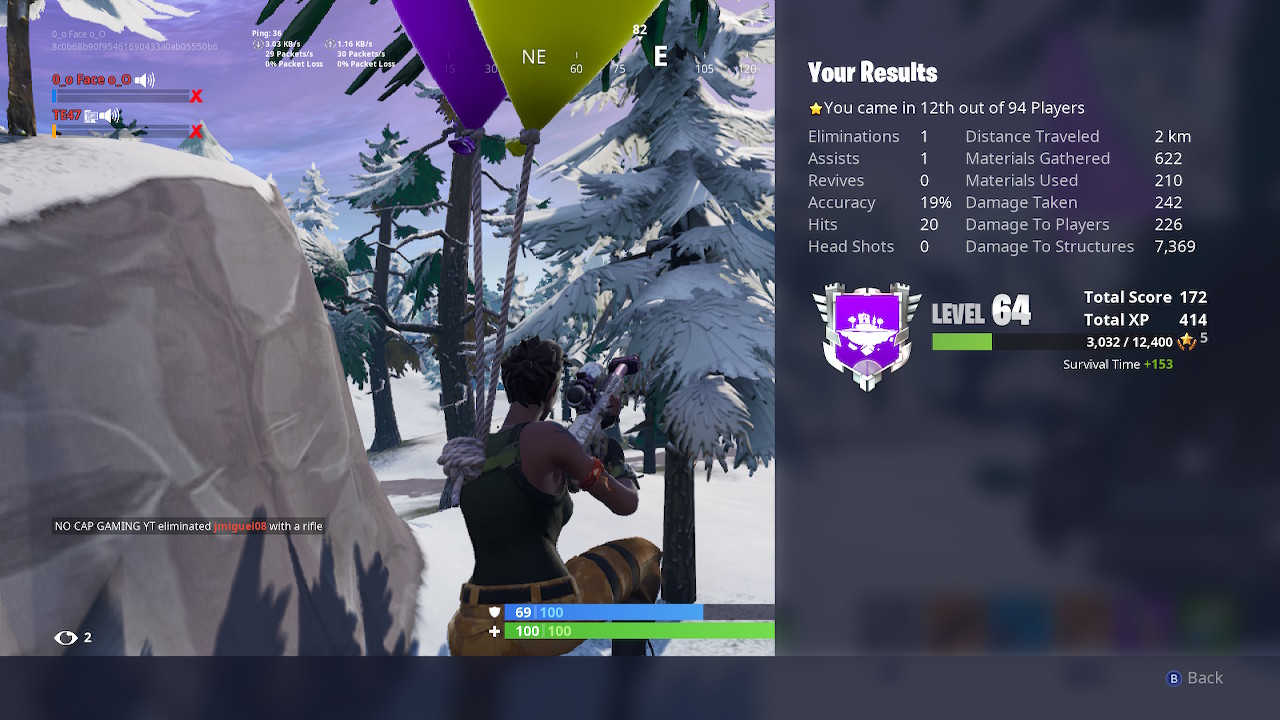 0_o Face o_O
8c0b68b90f95461690433a0ab05550b6
Ping: 36
3.03 KB/s 1.16 KB/s
29 Packets/s 30 Packets/s
0% Packet Loss 0% Packet Loss
0_o Face o_O
TE47
82
NE E
15 30 60 75 105 120
NO CAP GAMING YT eliminated jmiguel08 with a rifle
69 100
100 100
2
Your Results
You came in 12th out of 94 Players
Eliminations 1 Distance Traveled 2 km
Assists 1 Materials Gathered 622
Revives 0 Materials Used 210
Accuracy 19% Damage Taken 242
Hits 20 Damage To Players 226
Head Shots 0 Damage To Structures 7,369
LEVEL 64
Total Score 172
Total XP 414
3,032 / 12,400 5
Survival Time +153
B Back